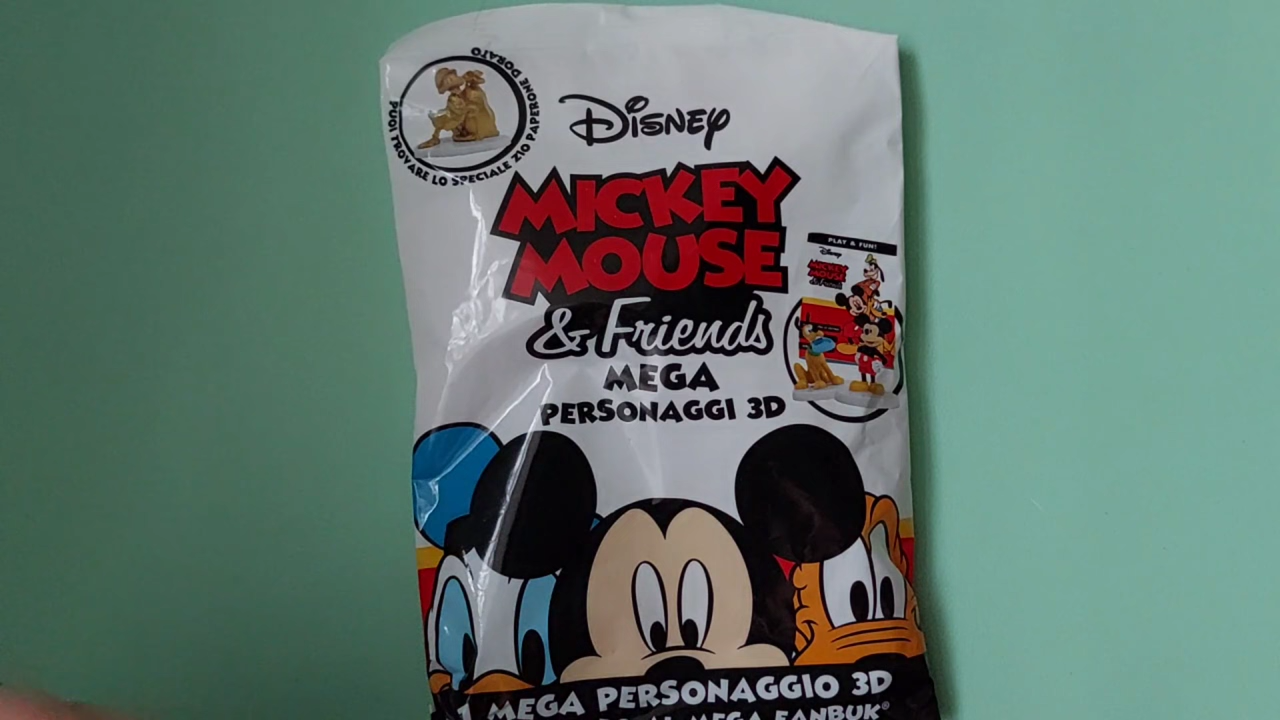 PUOI TROVARE LO SPECIALE ZIO PAPERONE DORATO
DISNEY
MICKEY
MOUSE
& Friends
MEGA
PERSONAGGI 3D
PLAY & FUN!
DISNEY
MICKEY
MOUSE
& Friends
1 MEGA PERSONAGGIO 3D
AL MEGA FANBUK®